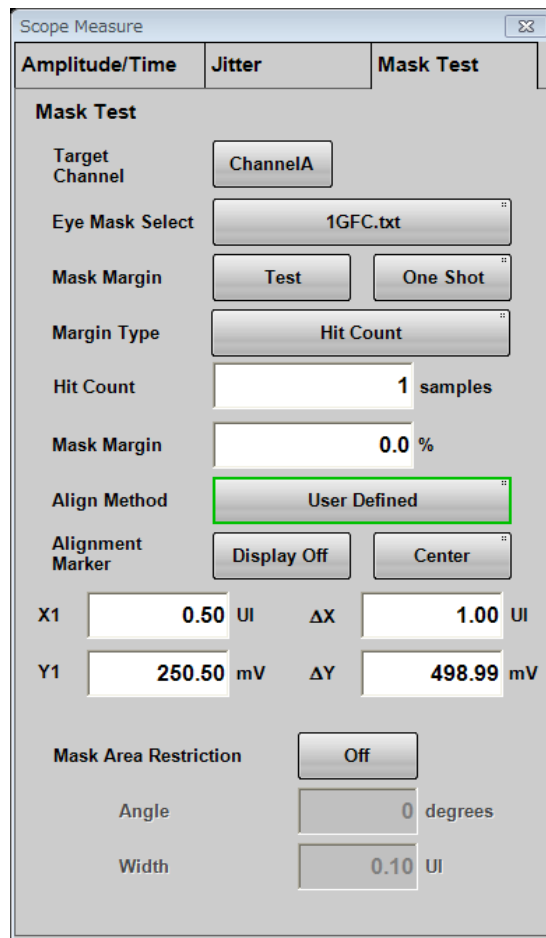 Scope Measure
Amplitude/Time Jitter Mask Test
Mask Test
Target
Channel
ChannelA
Eye Mask Select 1GFC.txt
Mask Margin Test One Shot
Margin Type Hit Count
Hit Count 1 samples
Mask Margin 0.0 %
Align Method User Defined
Alignment
Marker
Display Off Center
X1 0.50 UI ΔX 1.00 UI
Y1 250.50 mV ΔY 498.99 mV
Mask Area Restriction Off
Angle 0 degrees
Width 0.10 UI